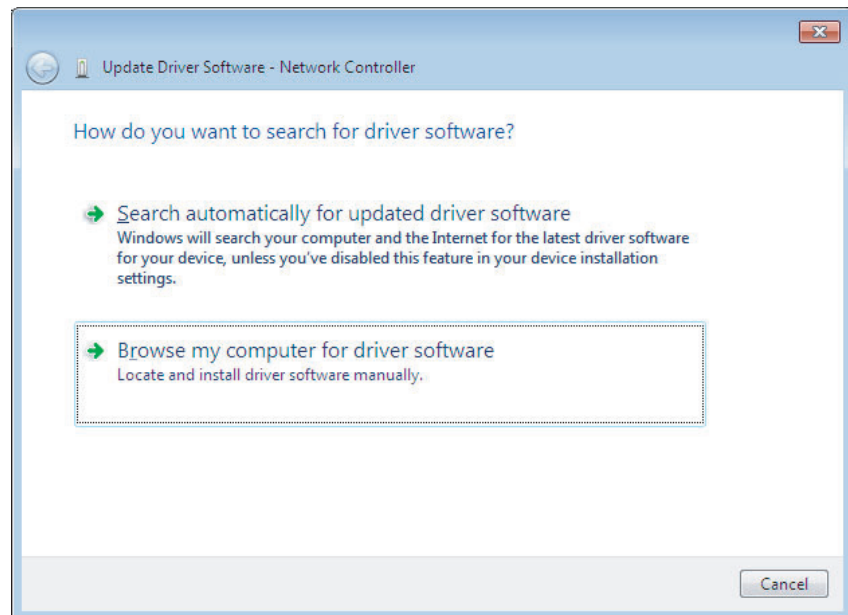 Update Driver Software - Network Controller
How do you want to search for driver software?
Search automatically for updated driver software
Windows will search your computer and the Internet for the latest driver software
for your device, unless you've disabled this feature in your device installation
settings.
Browse my computer for driver software
Locate and install driver software manually.
Cancel